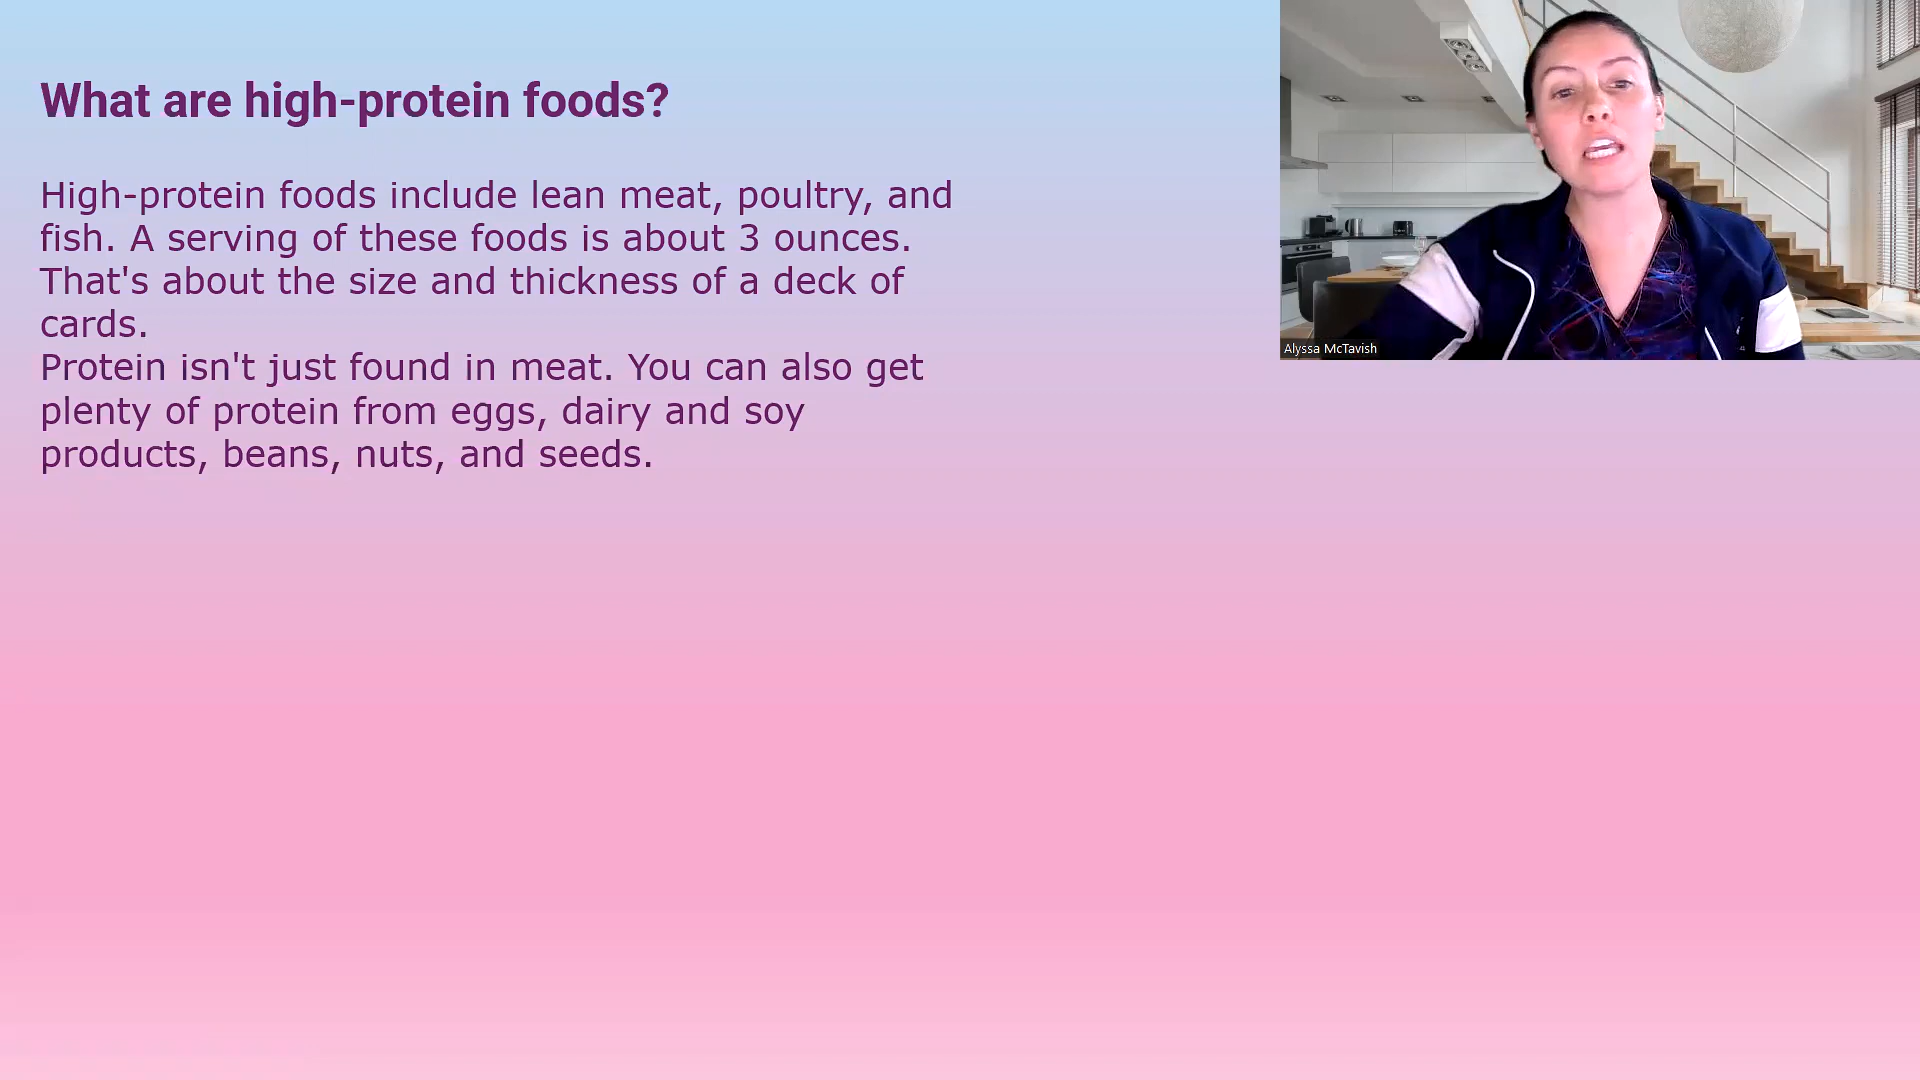 What are high-protein foods?
High-protein foods include lean meat, poultry, and
fish. A serving of these foods is about 3 ounces.
That's about the size and thickness of a deck of
cards.
Protein isn't just found in meat. You can also get
plenty of protein from eggs, dairy and soy
products, beans, nuts, and seeds.
Alyssa McTavish